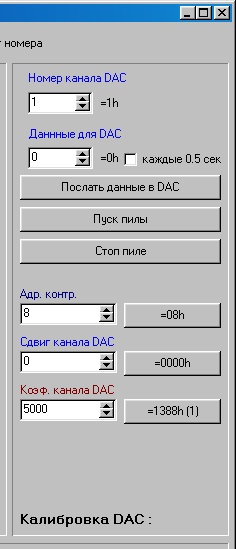 г номера
Номер канала DAC
1 =1h
Даннные для DAC
0 =0h каждые 0.5 сек
Послать данные в DAC
Пуск пилы
Стоп пиле
Адр. контр.
8 =08h
Сдвиг канала DAC
0 =0000h
Коэф. канала DAC
5000 =1388h (1)
Калибровка DAC :